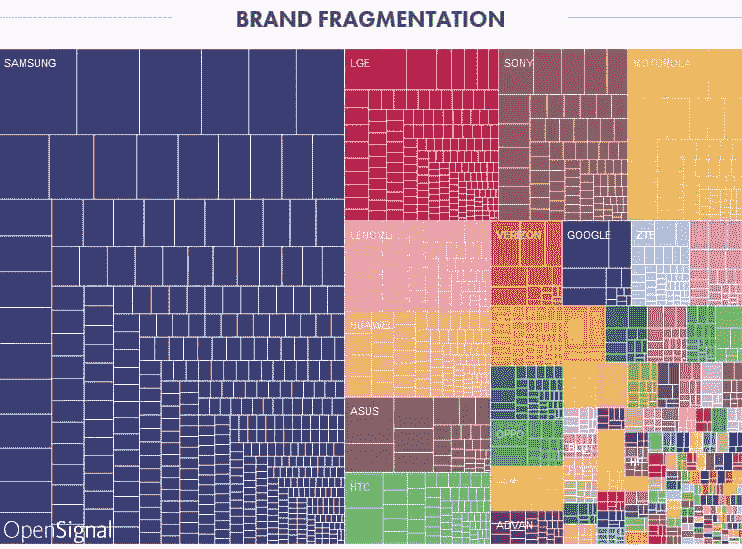 BRAND FRAGMENTATION
SAMSUNG
LGE
SONY
MOTOROLA
LENOVO
VERIZON
GOOGLE
ZTE
HUAWEI
ASUS
OPPO
HTC
ADVAN
OpenSignal